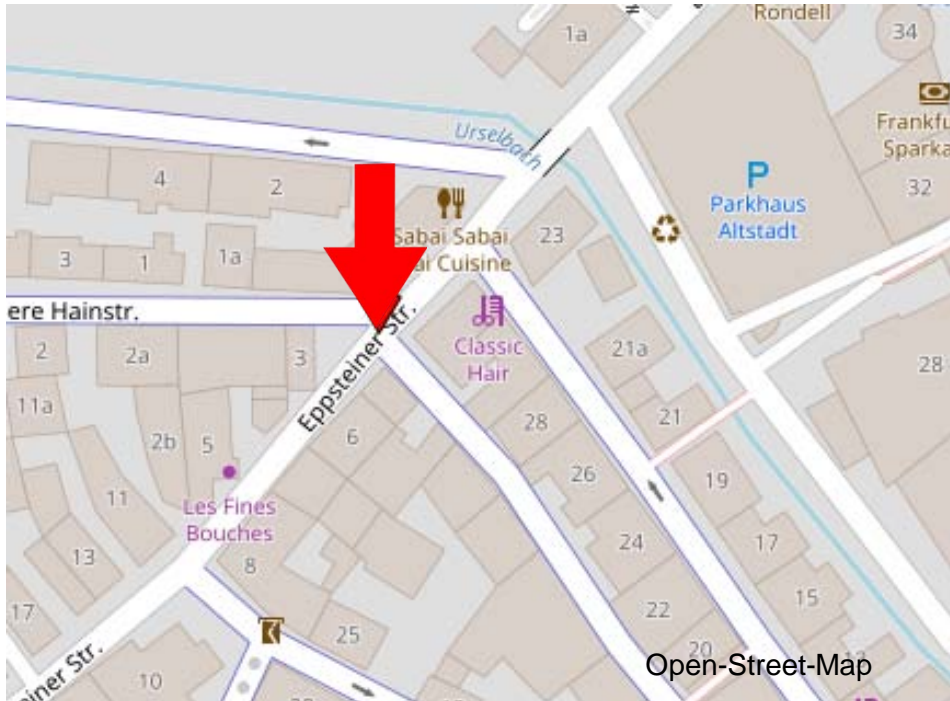 Rondell
1a
34
Frankfu
Sparka
Urselbach
P
Parkhaus
Altstadt
32
4
2
Sabai Sabai
ai Cuisine
23
3
1
1a
ere Hainstr.
Eppsteiner Str.
Classic
Hair
21a
28
2
2a
3
11a
6
28
21
2b
5
26
19
Les Fines
Bouches
11
13
24
17
8
17
22
15
25
20
13
iner Str.
10
Open-Street-Map